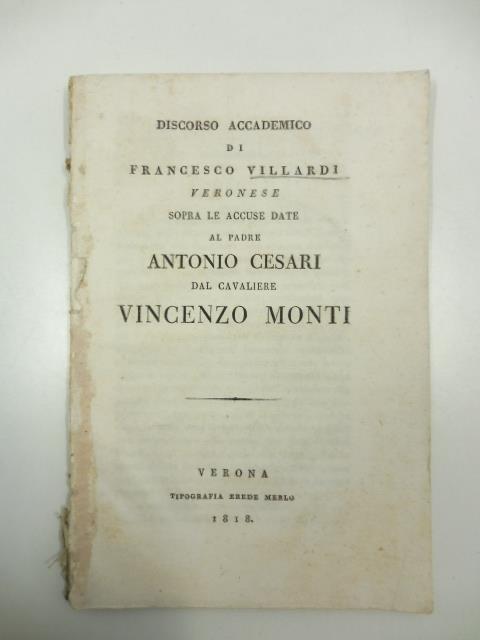 DISCORSO ACCADEMICO
DI
FRANCESCO VILLARDI
VERONESE
SOPRA LE ACCUSE DATE
AL PADRE
ANTONIO CESARI
DAL CAVALIERE
VINCENZO MONTI
VERONA
TIPOGRAFIA EREDE MERLO
1818.